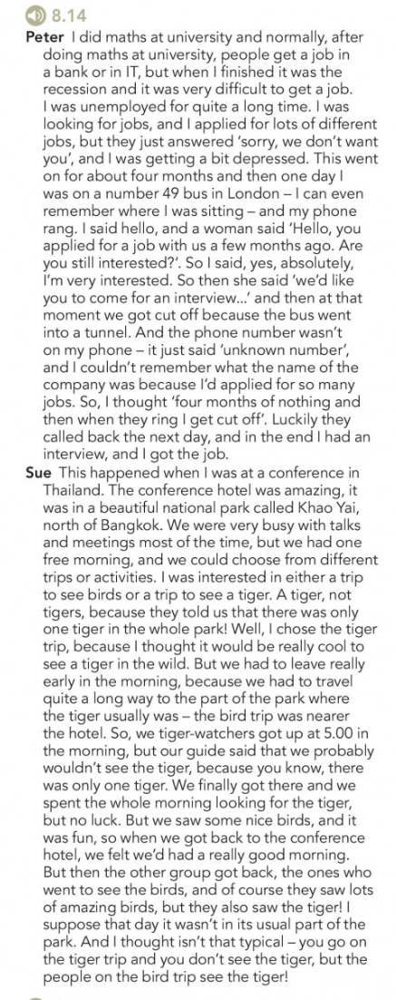 8.14
Peter I did maths at university and normally, after
doing maths at university, people get a job in
a bank or in IT, but when I finished it was the
recession and it was very difficult to get a job.
I was unemployed for quite a long time. I was
looking for jobs, and I applied for lots of different
jobs, but they just answered ‘sorry, we don’t want
you’, and I was getting a bit depressed. This went
on for about four months and then one day I
was on a number 49 bus in London – I can even
remember where I was sitting – and my phone
rang. I said hello, and a woman said ‘Hello, you
applied for a job with us a few months ago. Are
you still interested?’. So I said, yes, absolutely,
I’m very interested. So then she said ‘we’d like
you to come for an interview...’ and then at that
moment we got cut off because the bus went
into a tunnel. And the phone number wasn’t
on my phone – it just said ‘unknown number’,
and I couldn’t remember what the name of the
company was because I’d applied for so many
jobs. So, I thought ‘four months of nothing and
then when they ring I get cut off’. Luckily they
called back the next day, and in the end I had an
interview, and I got the job.
Sue This happened when I was at a conference in
Thailand. The conference hotel was amazing, it
was in a beautiful national park called Khao Yai,
north of Bangkok. We were very busy with talks
and meetings most of the time, but we had one
free morning, and we could choose from different
trips or activities. I was interested in either a trip
to see birds or a trip to see a tiger. A tiger, not
tigers, because they told us that there was only
one tiger in the whole park! Well, I chose the tiger
trip, because I thought it would be really cool to
see a tiger in the wild. But we had to leave really
early in the morning, because we had to travel
quite a long way to the part of the park where
the tiger usually was – the bird trip was nearer
the hotel. So, we tiger-watchers got up at 5.00 in
the morning, but our guide said that we probably
wouldn’t see the tiger, because you know, there
was only one tiger. We finally got there and we
spent the whole morning looking for the tiger,
but no luck. But we saw some nice birds, and it
was fun, so when we got back to the conference
hotel, we felt we’d had a really good morning.
But then the other group got back, the ones who
went to see the birds, and of course they saw lots
of amazing birds, but they also saw the tiger! I
suppose that day it wasn’t in its usual part of the
park. And I thought isn’t that typical – you go on
the tiger trip and you don’t see the tiger, but the
people on the bird trip see the tiger!